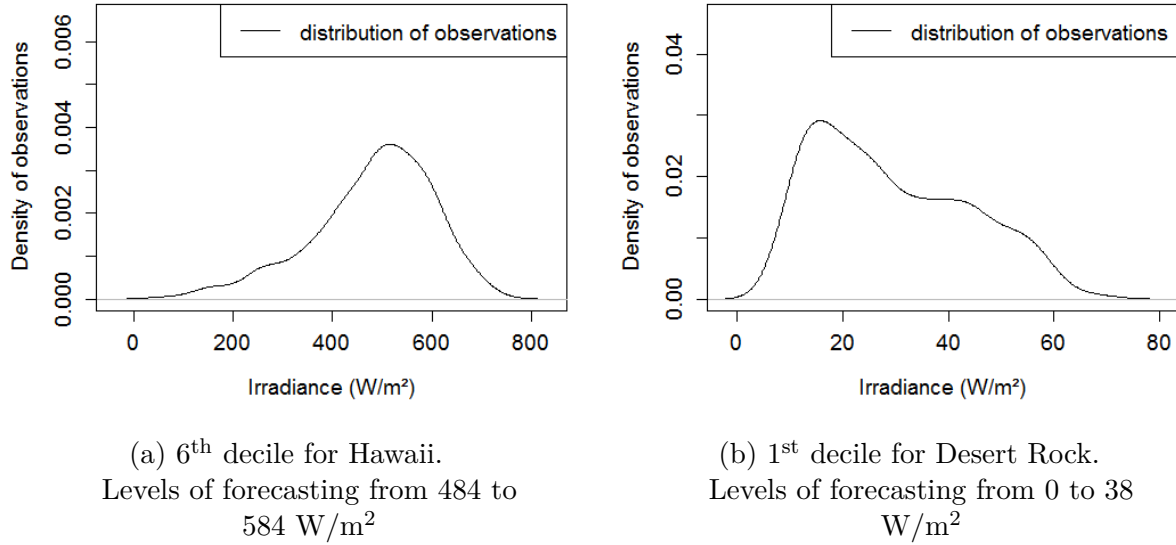 distribution of observations
0.006
0.004
0.002
0.000
Density of observations
0 200 400 600 800
Irradiance (W/m²)
(a) 6th decile for Hawaii.
Levels of forecasting from 484 to
584 W/m²
distribution of observations
0.04
0.02
0.00
Density of observations
0 20 40 60 80
Irradiance (W/m²)
(b) 1st decile for Desert Rock.
Levels of forecasting from 0 to 38
W/m²